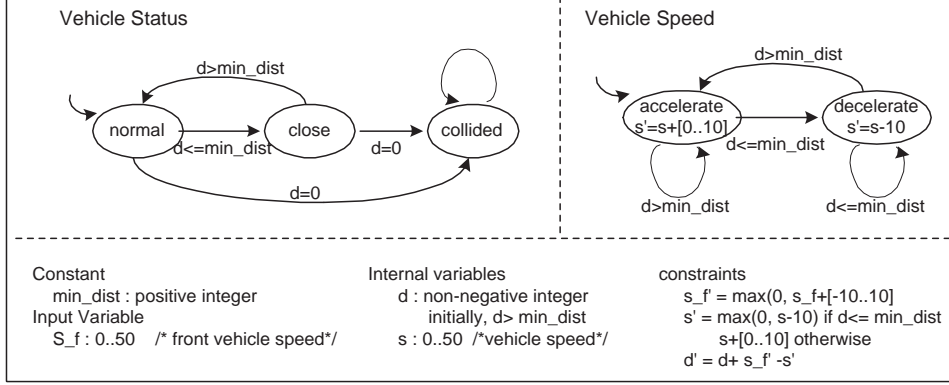 Vehicle Status
d>min_dist
normal
close
collided
d<=min_dist
d=0
d=0
Vehicle Speed
d>min_dist
accelerate
s'=s+[0..10]
decelerate
s'=s-10
d<=min_dist
d>min_dist
d<=min_dist
Constant
min_dist : positive integer
Input Variable
S_f : 0..50 /* front vehicle speed*/
Internal variables
d : non-negative integer
initially, d> min_dist
s : 0..50 /*vehicle speed*/
constraints
s_f' = max(0, s_f+[-10..10]
s' = max(0, s-10) if d<= min_dist
s+[0..10] otherwise
d' = d+ s_f' -s'